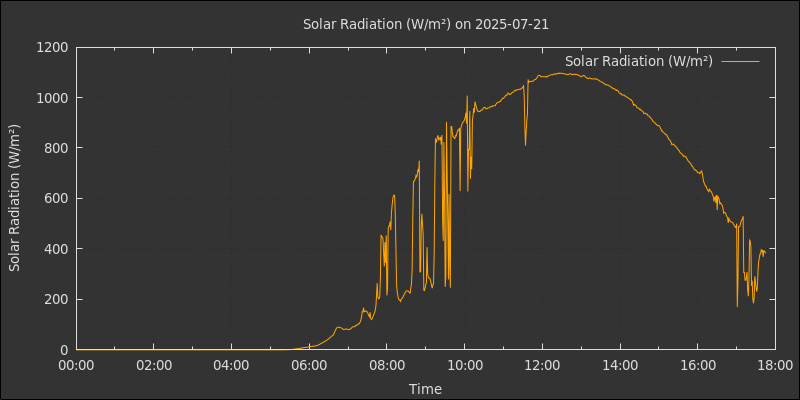 Solar Radiation (W/m²) on 2025-07-21
Solar Radiation (W/m²)
Solar Radiation (W/m²)
1200
1000
800
600
400
200
0
00:00 02:00 04:00 06:00 08:00 10:00 12:00 14:00 16:00 18:00
Time